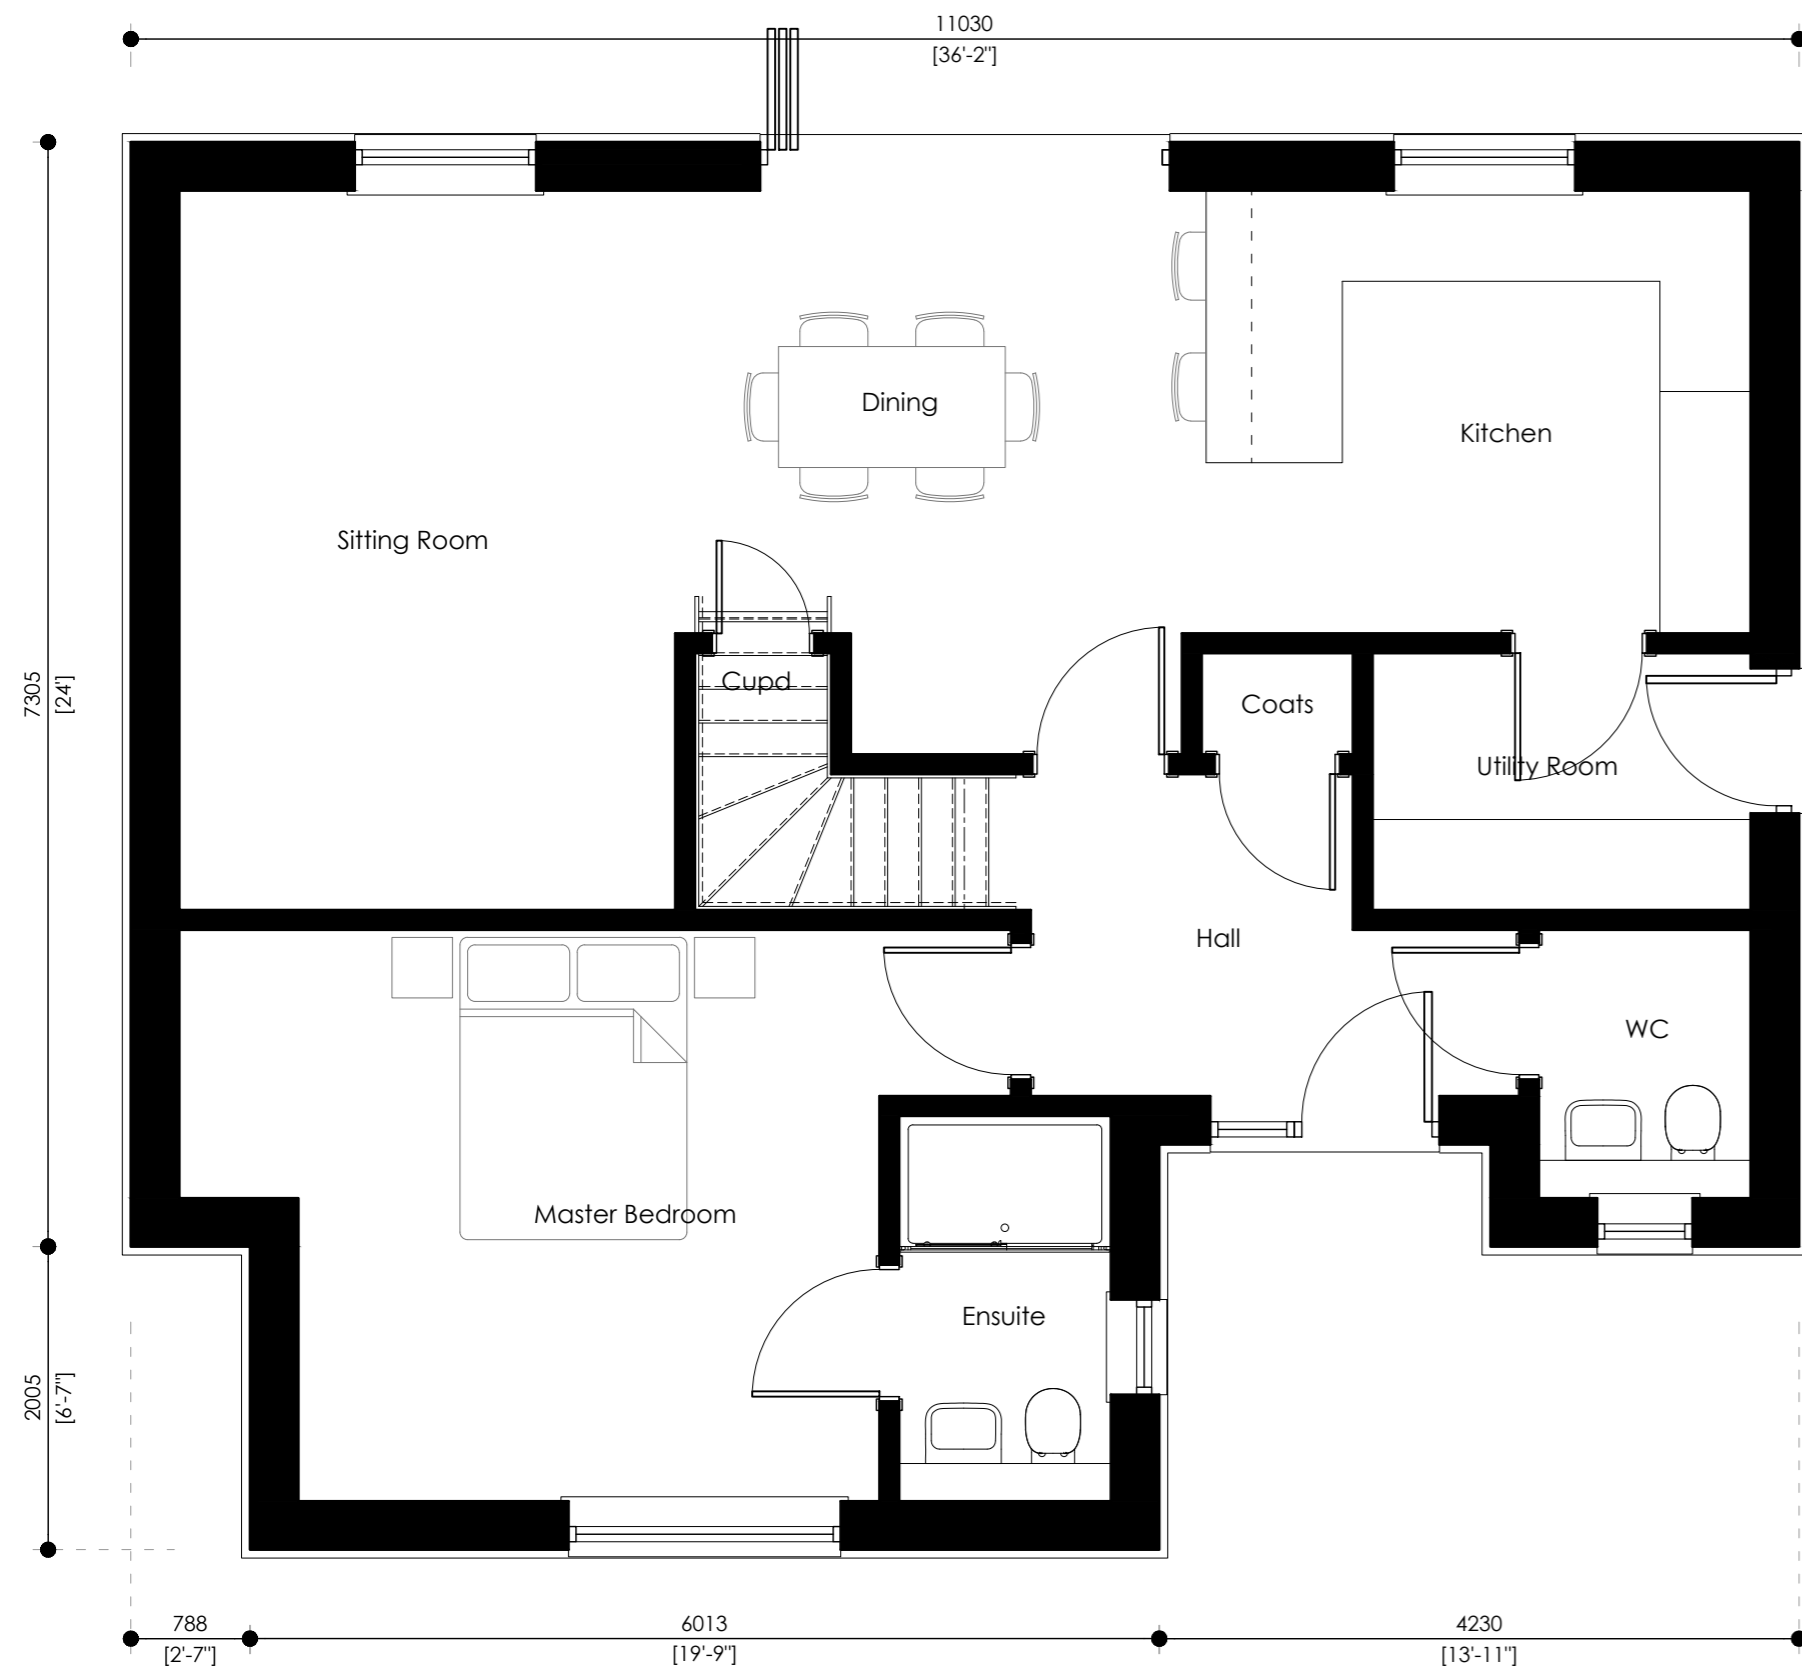 11030
[36'-2"]
Dining
Kitchen
Sitting Room
7305
[24']
Cupd
Coats
Utility Room
Hall
WC
Master Bedroom
Ensuite
2005
[6'-7"]
788
[2'-7"]
6013
[19'-9"]
4230
[13'-11"]